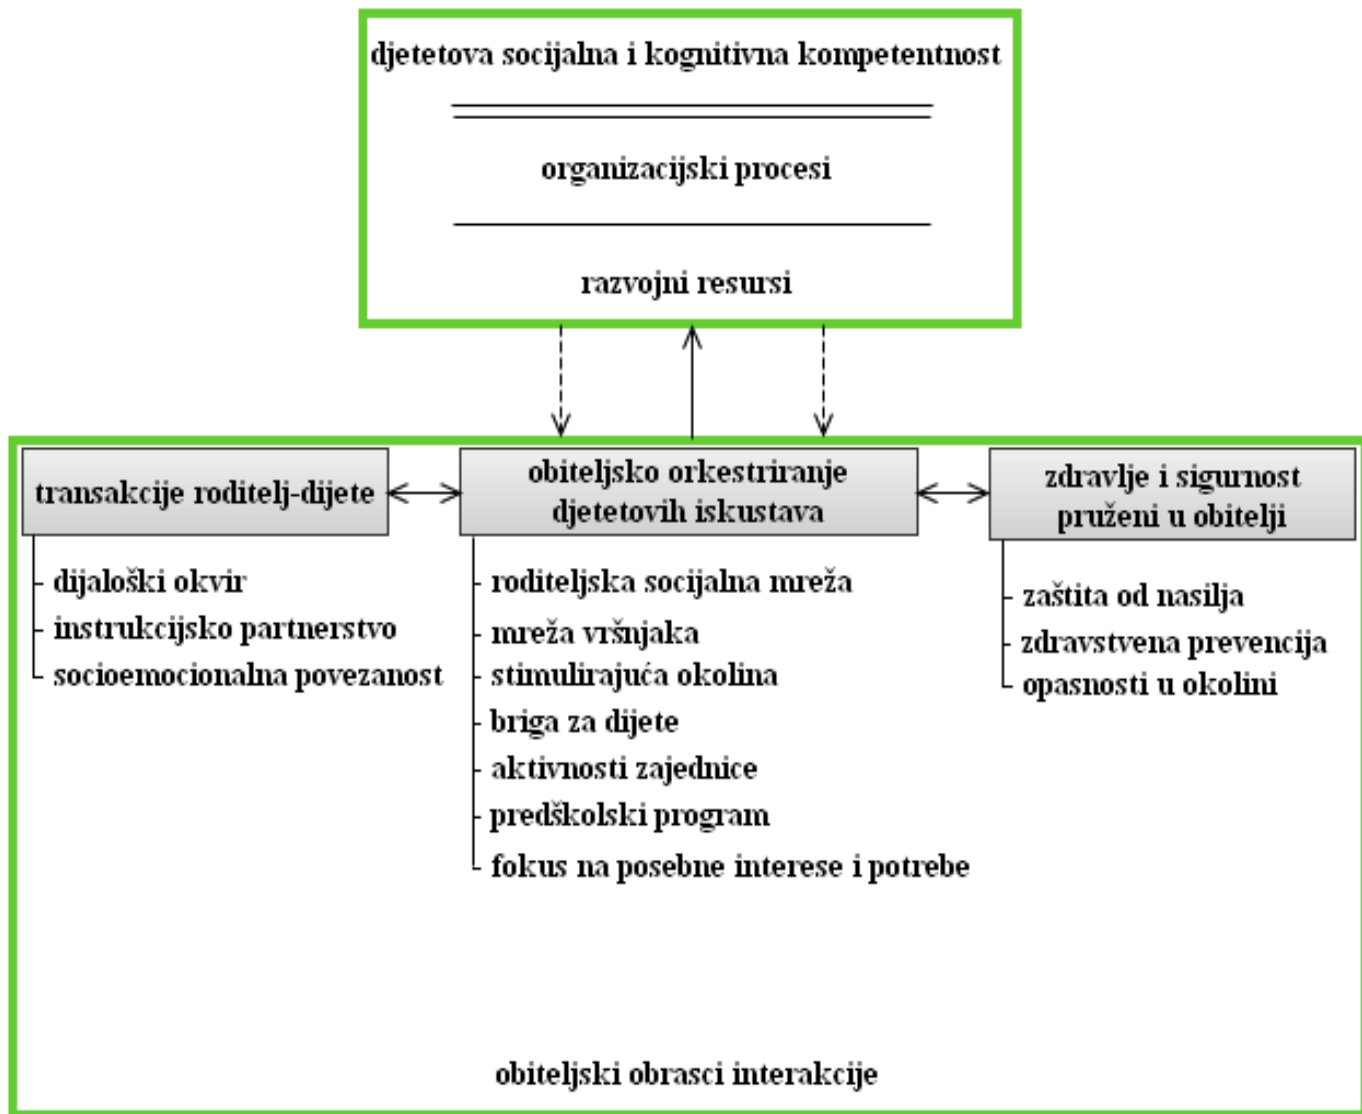 djetetova socijalna i kognitivna kompetentnost
organizacijski procesi
razvojni resursi
transakcije roditelj-dijete
dijaloški okvir
instrukcijsko partnerstvo
socioemocionalna povezanost
obiteljsko orkestriranje
djetetovih iskustava
roditeljska socijalna mreža
mreža vršnjaka
stimulirajuća okolina
briga za dijete
aktivnosti zajednice
predškolski program
fokus na posebne interese i potrebe
zdravlje i sigurnost
pruženi u obitelji
zaštita od nasilja
zdravstvena prevencija
opasnosti u okolini
obiteljski obrasci interakcije